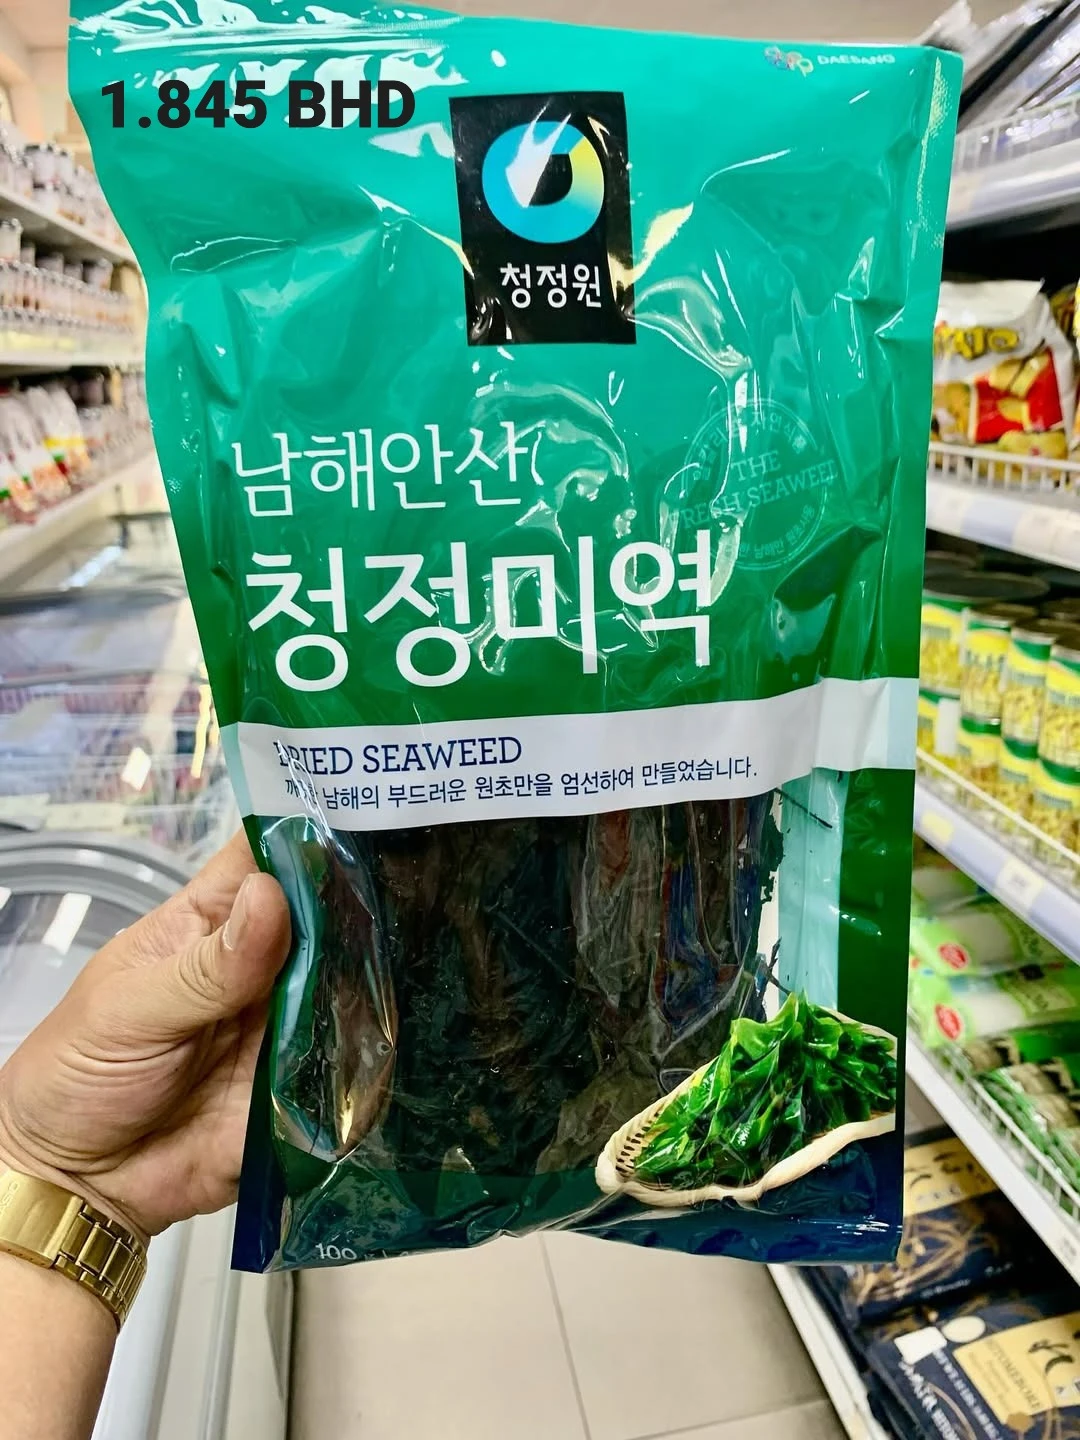 1.845 BHD
DAESANG
청정원
남해안산
청정미역
THE
FRESH SEAWEED
DRIED SEAWEED
남해의 부드러운 원초만을 엄선하여 만들었습니다.
100
HITOMEBORE